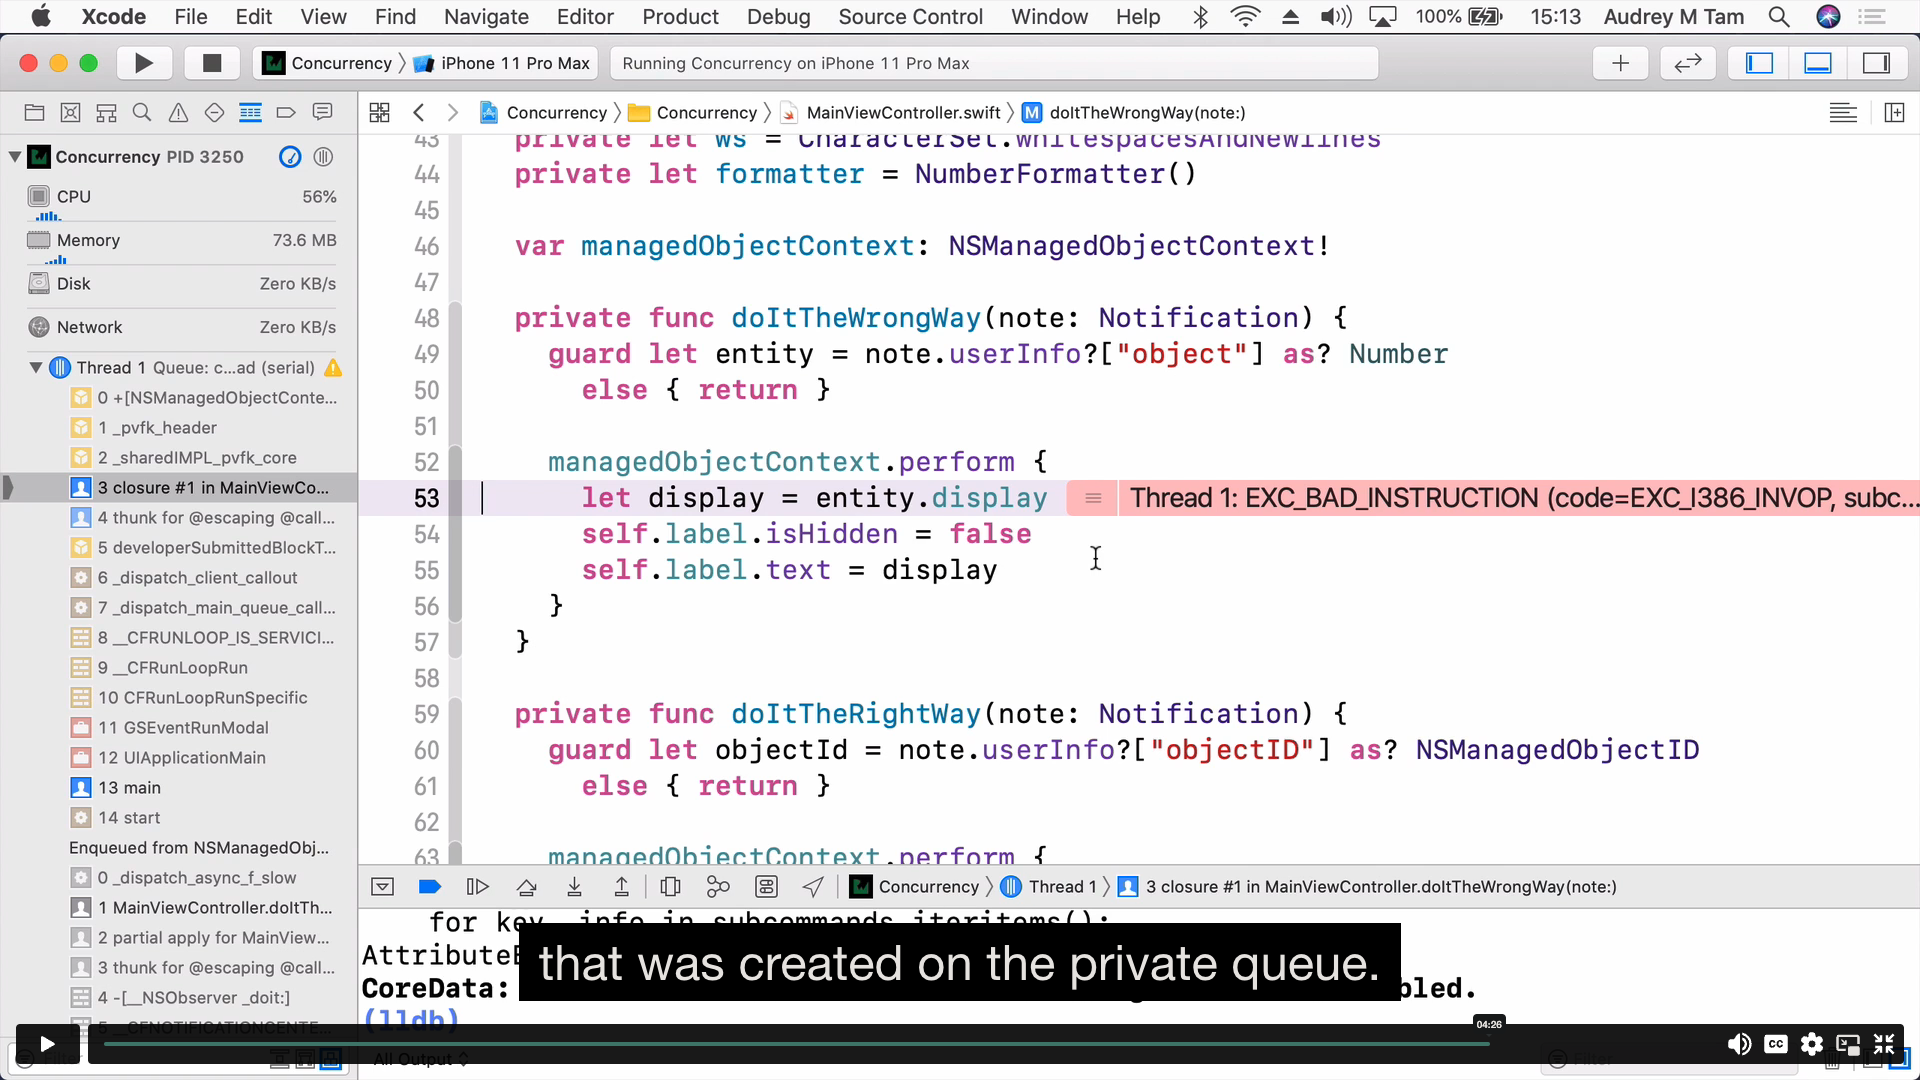 Xcode File Edit View Find Navigate Editor Product Debug Source Control Window Help 100% 15:13 Audrey M Tam
Concurrency iPhone 11 Pro Max Running Concurrency on iPhone 11 Pro Max
Concurrency Concurrency MainViewController.swift M doItTheWrongWay(note:)
Concurrency PID 3250
CPU 56%
Memory 73.6 MB
Disk Zero KB/s
Network Zero KB/s
Thread 1 Queue: c...ad (serial)
0 +[NSManagedObjectConte...
1 _pvfk_header
2 _sharedIMPL_pvfk_core
3 closure #1 in MainViewCo...
4 thunk for @escaping @call...
5 developerSubmittedBlockT...
6 _dispatch_client_callout
7 _dispatch_main_queue_call...
8 __CFRUNLOOP_IS_SERVICI...
9 __CFRunLoopRun
10 CFRunLoopRunSpecific
11 GSEventRunModal
12 UIApplicationMain
13 main
14 start
Enqueued from NSManagedObj...
0 _dispatch_async_f_slow
1 MainViewController.doItTh...
2 partial apply for MainView...
3 thunk for @escaping @call...
4 -[__NSObserver _doit:]
5 __CFNOTIFICATIONCENTE...
Filter
43 private let ws = CharacterSet.whitespacesAndNewlines
44 private let formatter = NumberFormatter()
45
46 var managedObjectContext: NSManagedObjectContext!
47
48 private func doItTheWrongWay(note: Notification) {
49 guard let entity = note.userInfo?["object"] as? Number
50 else { return }
51
52 managedObjectContext.perform {
53 let display = entity.display Thread 1: EXC_BAD_INSTRUCTION (code=EXC_I386_INVOP, subc...
54 self.label.isHidden = false
55 self.label.text = display
56 }
57 }
58
59 private func doItTheRightWay(note: Notification) {
60 guard let objectId = note.userInfo?["objectID"] as? NSManagedObjectID
61 else { return }
62
63 managedObjectContext.perform {
Concurrency Thread 1 3 closure #1 in MainViewController.doItTheWrongWay(note:)
for key, info in subcommands.iteritems():
AttributeE
CoreData: bled.
(lldb)
that was created on the private queue.
04:26
CC
All Output
Filter